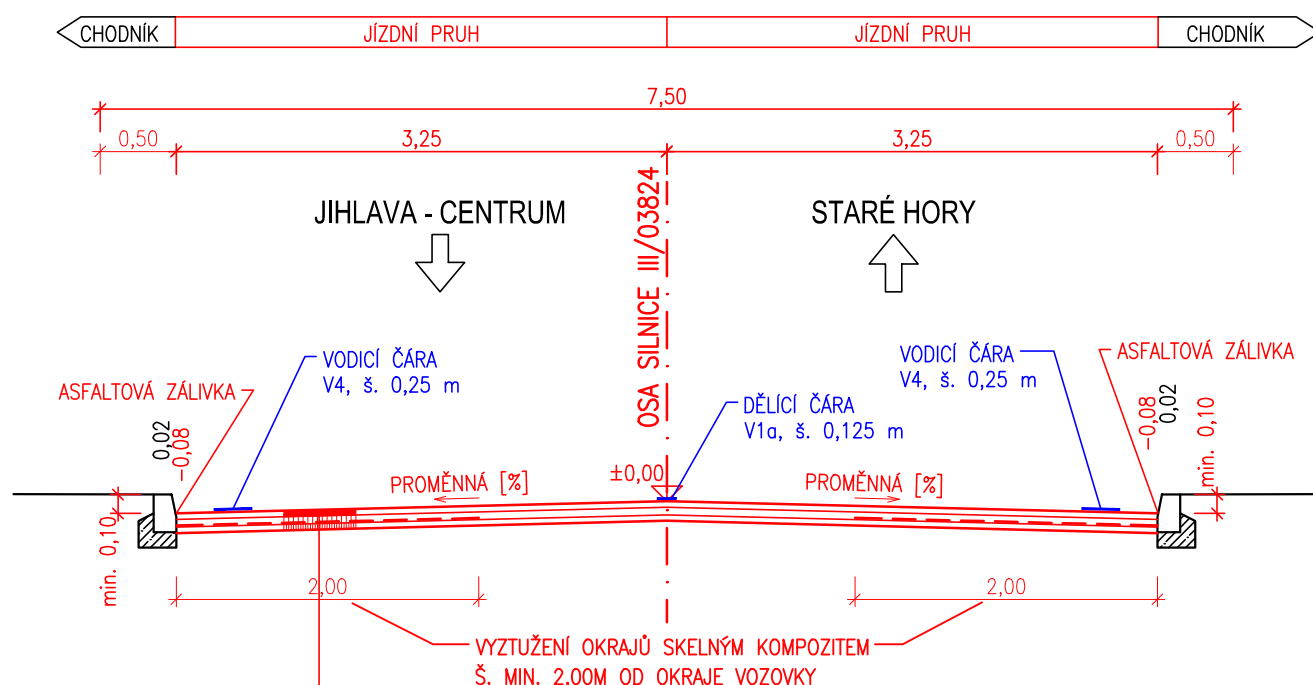 CHODNÍK
JÍZDNÍ PRUH
JÍZDNÍ PRUH
CHODNÍK
7,50
0,50
3,25
3,25
0,50
JIHLAVA - CENTRUM
OSA SILNICE III/03824
STARÉ HORY
VODICÍ ČÁRA
V4, š. 0,25 m
VODICÍ ČÁRA
V4, š. 0,25 m
ASFALTOVÁ ZÁLIVKA
ASFALTOVÁ ZÁLIVKA
DĚLÍCÍ ČÁRA
V1a, š. 0,125 m
0,02
-0,08
-0,08
0,02
min. 0,10
±0,00
PROMĚNNÁ [%]
PROMĚNNÁ [%]
min. 0,10
2,00
2,00
VYZTUŽENÍ OKRAJŮ SKELNÝM KOMPOZITEM
Š. MIN. 2.00M OD OKRAJE VOZOVKY